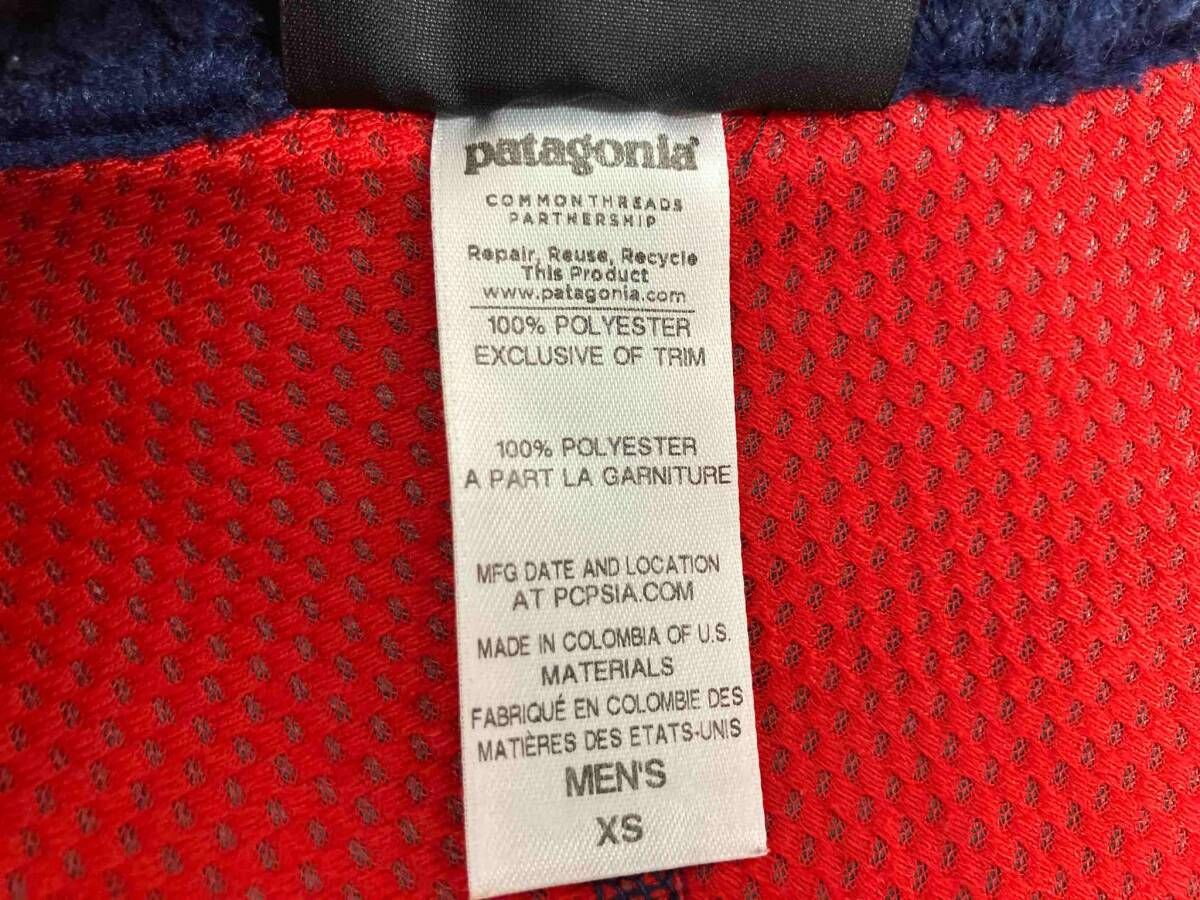 patagonia®
COMMON THREADS
PARTNERSHIP
Repair, Reuse, Recycle
This Product
www.patagonia.com
100% POLYESTER
EXCLUSIVE OF TRIM
100% POLYESTER
A PART LA GARNITURE
MFG DATE AND LOCATION
AT PCPSIA.COM
MADE IN COLOMBIA OF U.S.
MATERIALS
FABRIQUÉ EN COLOMBIE DES
MATIÈRES DES ETATS-UNIS
MEN'S
XS